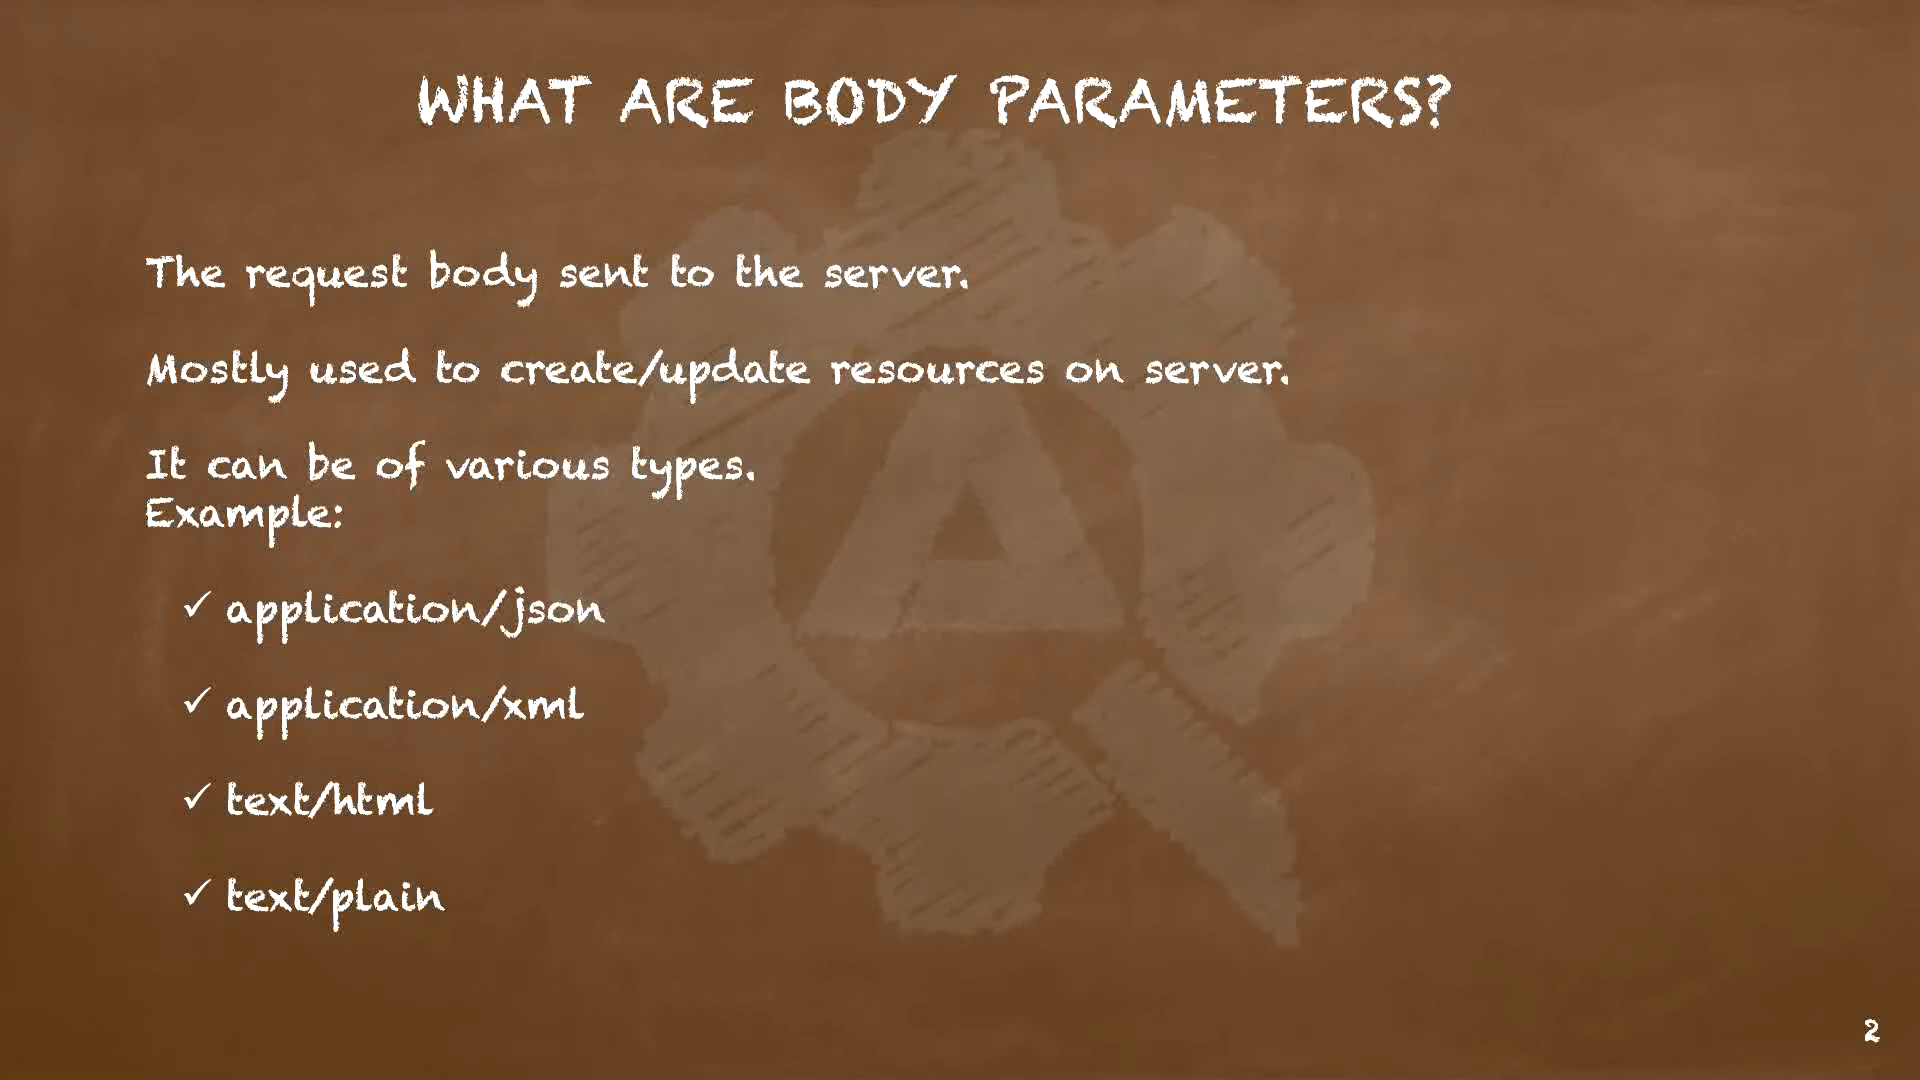 WHAT ARE BODY PARAMETERS?
The request body sent to the server.
Mostly used to create/update resources on server.
It can be of various types.
Example:
✓ application/json
✓ application/xml
✓ text/html
✓ text/plain
2